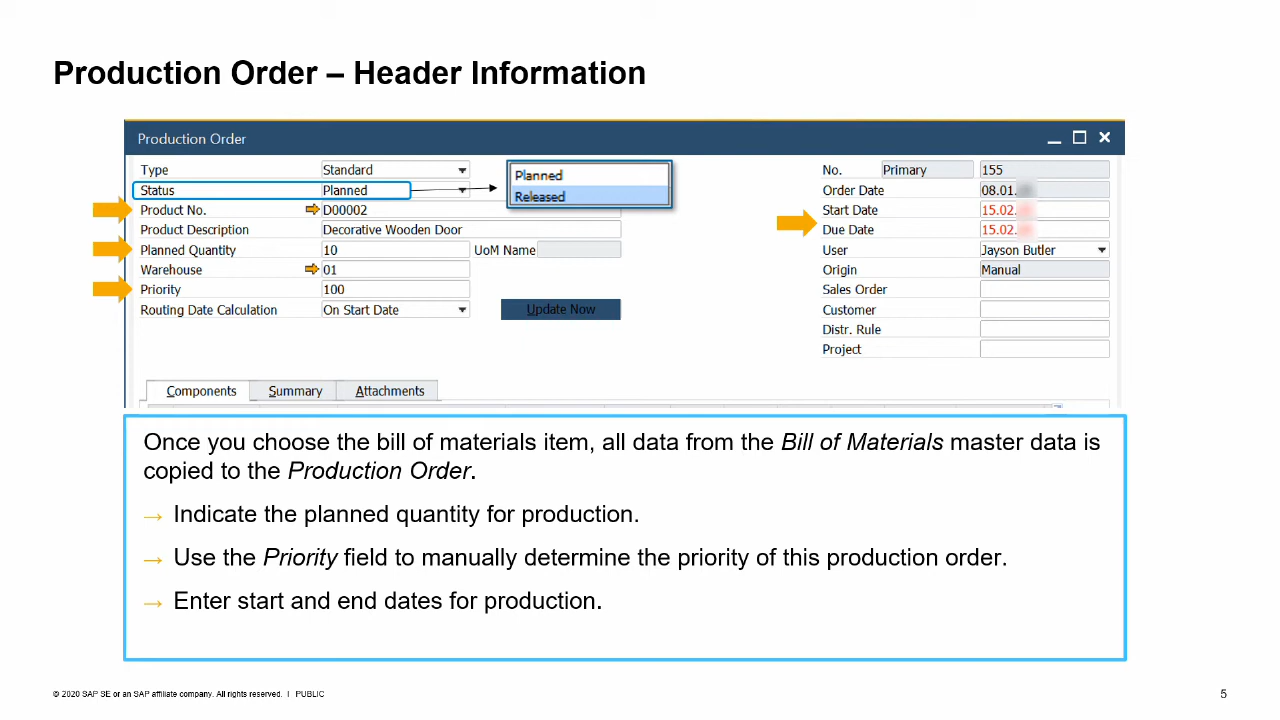 Production Order – Header Information
Production Order
Type Standard
Status Planned
Planned
Released
Product No. D00002
Product Description Decorative Wooden Door
Planned Quantity 10 UoM Name
Warehouse 01
Priority 100
Routing Date Calculation On Start Date
Update Now
No. Primary 155
Order Date 08.01.
Start Date 15.02.
Due Date 15.02.
User Jayson Butler
Origin Manual
Sales Order
Customer
Distr. Rule
Project
Components Summary Attachments
Once you choose the bill of materials item, all data from the Bill of Materials master data is
copied to the Production Order.
→ Indicate the planned quantity for production.
→ Use the Priority field to manually determine the priority of this production order.
→ Enter start and end dates for production.
© 2020 SAP SE or an SAP affiliate company. All rights reserved. I PUBLIC
5